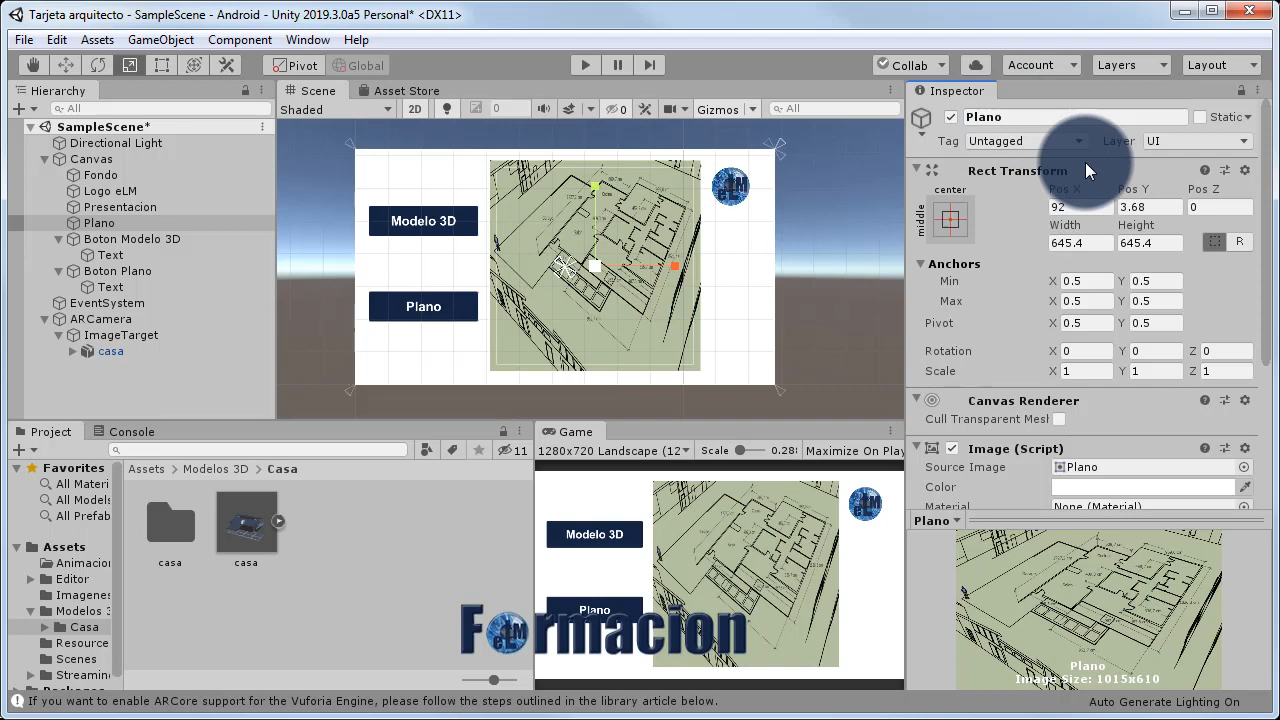 Tarjeta arquitecto - SampleScene - Android - Unity 2019.3.0a5 Personal* <DX11>
File Edit Assets GameObject Component Window Help
Pivot Global Collab Account Layers Layout
Hierarchy
All
SampleScene*
Directional Light
Canvas
Fondo
Logo eLM
Presentacion
Plano
Boton Modelo 3D
Text
Boton Plano
Text
EventSystem
ARCamera
ImageTarget
casa
Scene Asset Store
Shaded 2D 0 0 Gizmos All
Modelo 3D
Plano
eLM
Inspector
Plano Static
Tag Untagged Layer UI
Rect Transform
center
middle
Pos X Pos Y Pos Z
92 3.68 0
Width Height
645.4 645.4 R
Anchors
Min X 0.5 Y 0.5
Max X 0.5 Y 0.5
Pivot X 0.5 Y 0.5
Rotation X 0 Y 0 Z 0
Scale X 1 Y 1 Z 1
Canvas Renderer
Cull Transparent Mesh
Image (Script)
Source Image Plano
Color
Material None (Material)
Plano
Plano
Image Size: 1015x610
Project Console
11
Favorites
All Materi
All Models
All Prefab
Assets
Animacion
Editor
Imagenes
Modelos 3
Casa
Resource
Scenes
Streamin
Packages
Assets Modelos 3D Casa
casa casa
Game
1280x720 Landscape (12 Scale 0.28 Maximize On Play
Modelo 3D
Plano
eLM
Formacion
If you want to enable ARCore support for the Vuforia Engine, please follow the steps outlined in the library article below.
Auto Generate Lighting On